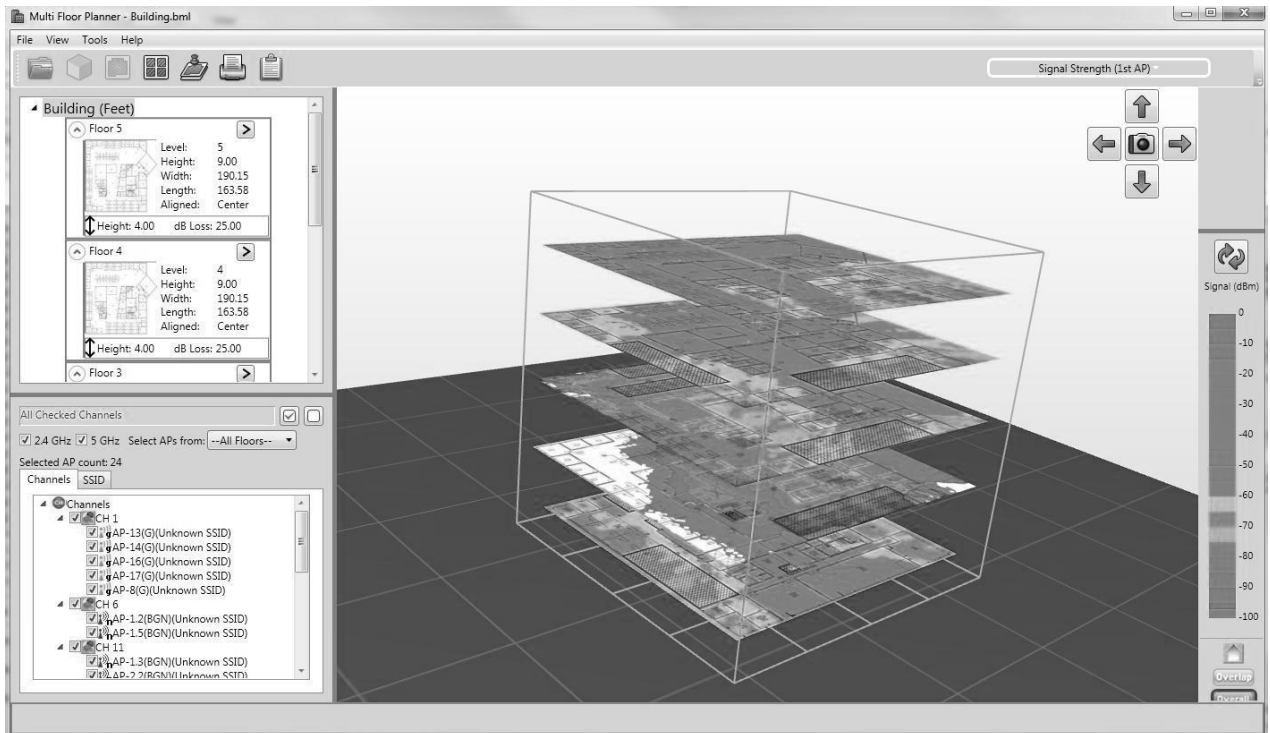 Multi Floor Planner - Building.bml
File View Tools Help
Signal Strength (1st AP)
Building (Feet)
Floor 5
Level: 5
Height: 9.00
Width: 190.15
Length: 163.58
Aligned: Center
Height: 4.00 dB Loss: 25.00
Floor 4
Level: 4
Height: 9.00
Width: 190.15
Length: 163.58
Aligned: Center
Height: 4.00 dB Loss: 25.00
Floor 3
All Checked Channels
2.4 GHz 5 GHz Select APs from: --All Floors--
Selected AP count: 24
Channels SSID
Channels
CH 1
AP-13(G)(Unknown SSID)
AP-14(G)(Unknown SSID)
AP-16(G)(Unknown SSID)
AP-17(G)(Unknown SSID)
AP-8(G)(Unknown SSID)
CH 6
AP-1.2(BGN)(Unknown SSID)
AP-1.5(BGN)(Unknown SSID)
CH 11
AP-1.3(BGN)(Unknown SSID)
AP-2.2(BGN)(Unknown SSID)
Signal (dBm)
0
-10
-20
-30
-40
-50
-60
-70
-80
-90
-100
Overlap
Overall